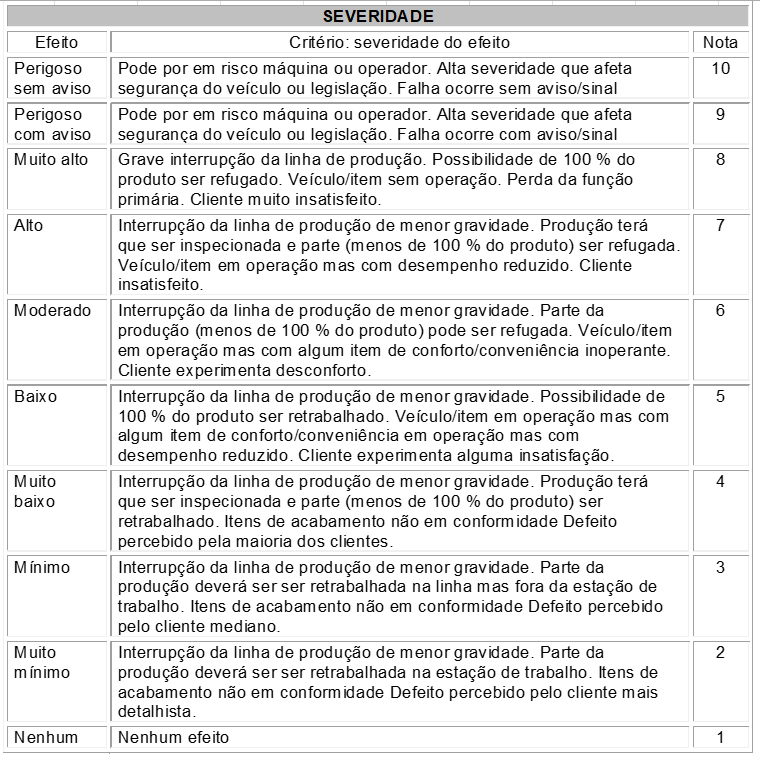 SEVERIDADE
Efeito Critério: severidade do efeito Nota
Perigoso Pode por em risco máquina ou operador. Alta severidade que afeta 10
sem aviso segurança do veículo ou legislação. Falha ocorre sem aviso/sinal
Perigoso Pode por em risco máquina ou operador. Alta severidade que afeta 9
com aviso segurança do veículo ou legislação. Falha ocorre com aviso/sinal
Muito alto Grave interrupção da linha de produção. Possibilidade de 100 % do 8
produto ser refugado. Veículo/item sem operação. Perda da função
primária. Cliente muito insatisfeito.
Alto Interrupção da linha de produção de menor gravidade. Produção terá 7
que ser inspecionada e parte (menos de 100 % do produto) ser refugada.
Veículo/item em operação mas com desempenho reduzido. Cliente
insatisfeito.
Moderado Interrupção da linha de produção de menor gravidade. Parte da 6
produção (menos de 100 % do produto) pode ser refugada. Veículo/item
em operação mas com algum item de conforto/conveniência inoperante.
Cliente experimenta desconforto.
Baixo Interrupção da linha de produção de menor gravidade. Possibilidade de 5
100 % do produto ser retrabalhado. Veículo/item em operação mas com
algum item de conforto/conveniência em operação mas com
desempenho reduzido. Cliente experimenta alguma insatisfação.
Muito Interrupção da linha de produção de menor gravidade. Produção terá 4
baixo que ser inspecionada e parte (menos de 100 % do produto) ser
retrabalhado. Itens de acabamento não em conformidade Defeito
percebido pela maioria dos clientes.
Mínimo Interrupção da linha de produção de menor gravidade. Parte da 3
produção deverá ser ser retrabalhada na linha mas fora da estação de
trabalho. Itens de acabamento não em conformidade Defeito percebido
pelo cliente mediano.
Muito Interrupção da linha de produção de menor gravidade. Parte da 2
mínimo produção deverá ser ser retrabalhada na estação de trabalho. Itens de
acabamento não em conformidade Defeito percebido pelo cliente mais
detalhista.
Nenhum Nenhum efeito 1